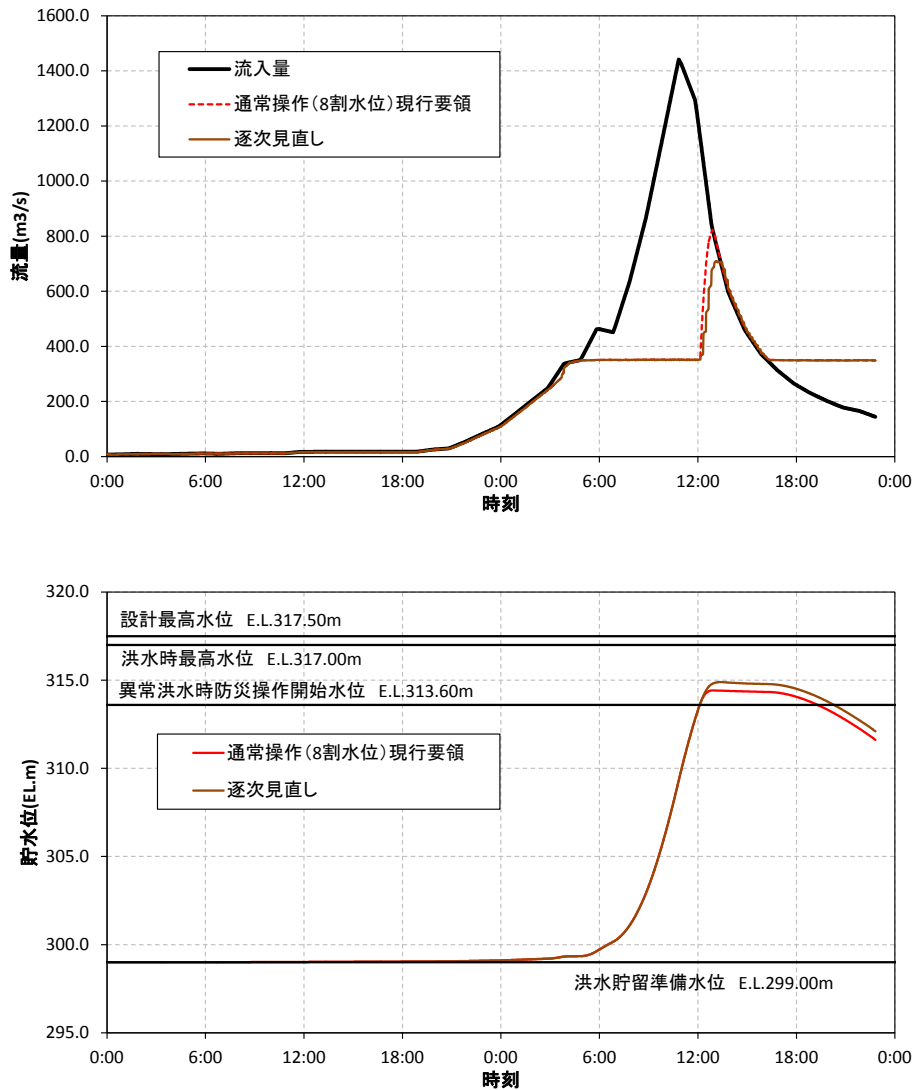 1600.0
1400.0
1200.0
1000.0
800.0
600.0
400.0
200.0
0.0
流量(m3/s)
流入量
通常操作(8割水位)現行要領
逐次見直し
0:00 6:00 12:00 18:00 0:00 6:00 12:00 18:00 0:00
時刻
320.0
315.0
310.0
305.0
300.0
295.0
貯水位(EL.m)
設計最高水位 E.L.317.50m
洪水時最高水位 E.L.317.00m
異常洪水時防災操作開始水位 E.L.313.60m
通常操作(8割水位)現行要領
逐次見直し
洪水貯留準備水位 E.L.299.00m
0:00 6:00 12:00 18:00 0:00 6:00 12:00 18:00 0:00
時刻